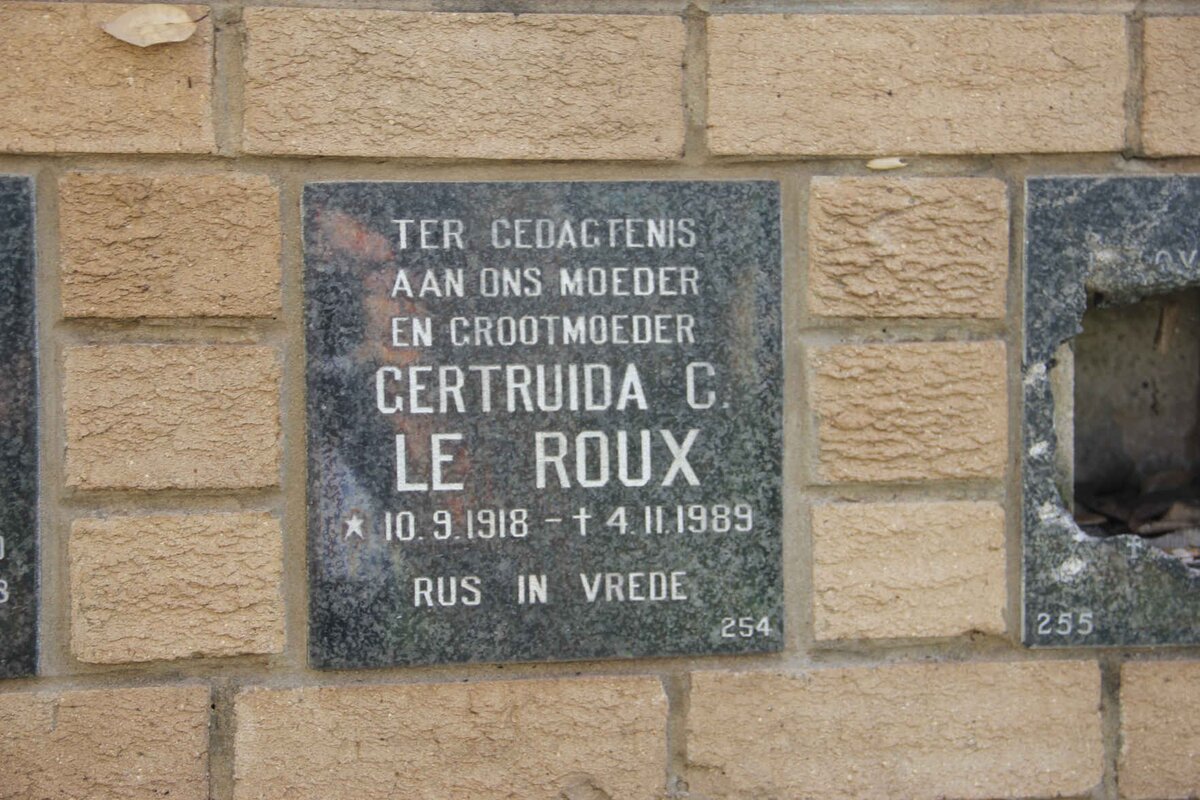 TER GEDAGTENIS
AAN ONS MOEDER
EN GROOTMOEDER
GERTRUIDA C.
LE ROUX
★ 10.9.1918 – † 4.11.1989
RUS IN VREDE
254
255